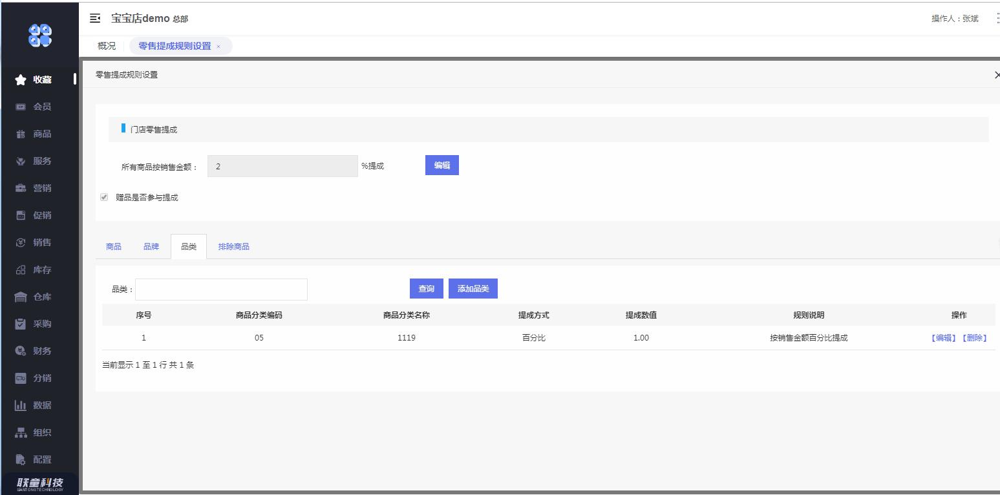 宝宝店demo 总部
操作人：张斌
概况
零售提成规则设置 ×
收藏
会员
商品
服务
营销
促销
销售
库存
仓库
采购
财务
分销
数据
组织
配置
联童科技
LIANTONGTECHNOLOGY
零售提成规则设置
门店零售提成
所有商品按销售金额： 2 %提成 编辑
赠品是否参与提成
商品 品牌 品类 排除商品
品类： 查询 添加品类
序号 商品分类编码 商品分类名称 提成方式 提成数值 规则说明 操作
1 05 1119 百分比 1.00 按销售金额百分比提成 【编辑】【删除】
当前显示 1 至 1 行 共 1 条